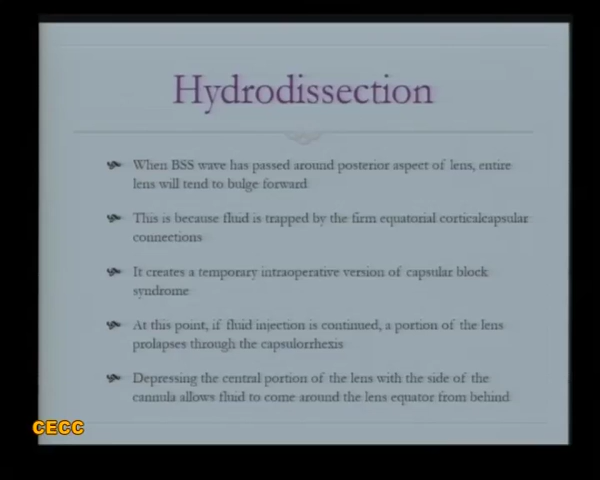 Hydrodissection
When BSS wave has passed around posterior aspect of lens, entire
lens will tend to bulge forward
This is because fluid is trapped by the firm equatorial corticalcapsular
connections
It creates a temporary intraoperative version of capsular block
syndrome
At this point, if fluid injection is continued, a portion of the lens
prolapses through the capsulorrhexis
Depressing the central portion of the lens with the side of the
cannula allows fluid to come around the lens equator from behind
CECC